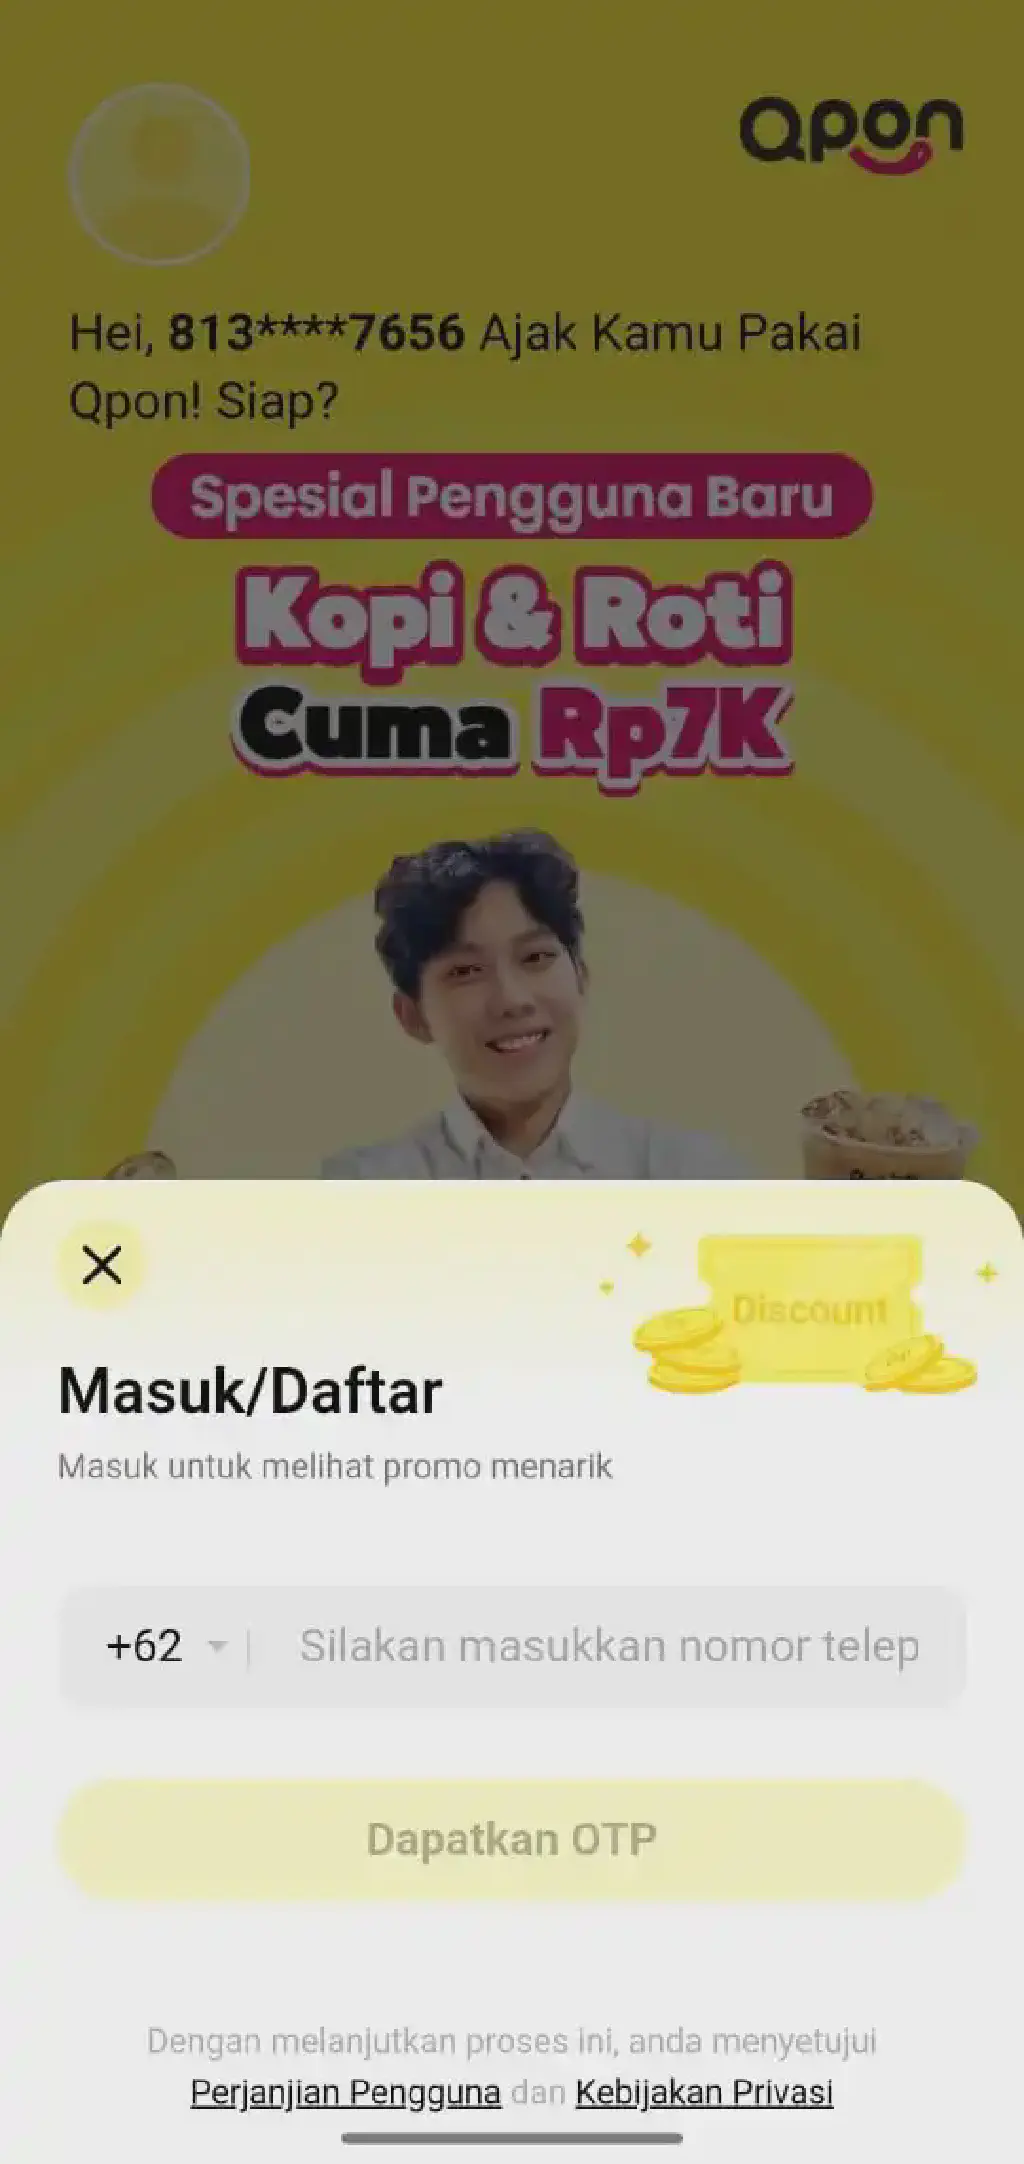 Qpon
Hei, 813****7656 Ajak Kamu Pakai
Qpon! Siap?
Spesial Pengguna Baru
Kopi & Roti
Cuma Rp7K
Discount
Masuk/Daftar
Masuk untuk melihat promo menarik
+62 Silakan masukkan nomor telep
Dapatkan OTP
Dengan melanjutkan proses ini, anda menyetujui
Perjanjian Pengguna dan Kebijakan Privasi